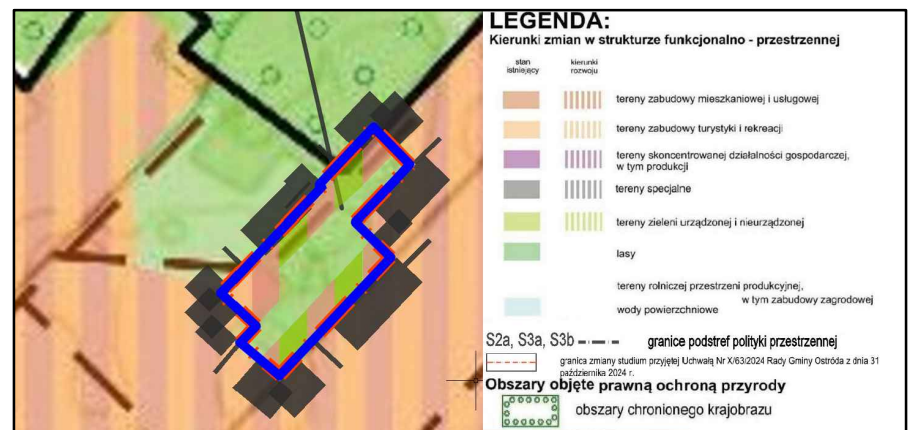 LEGENDA:
Kierunki zmian w strukturze funkcjonalno - przestrzennej
stan istniejący
kierunki rozwoju
tereny zabudowy mieszkaniowej i usługowej
tereny zabudowy turystyki i rekreacji
tereny skoncentrowanej działalności gospodarczej,
w tym produkcji
tereny specjalne
tereny zieleni urządzonej i nieurządzonej
lasy
tereny rolniczej przestrzeni produkcyjnej,
w tym zabudowy zagrodowej
wody powierzchniowe
S2a, S3a, S3b granice podstref polityki przestrzennej
granica zmiany studium przyjętej Uchwałą Nr X/63/2024 Rady Gminy Ostróda z dnia 31
października 2024 r.
Obszary objęte prawną ochroną przyrody
obszary chronionego krajobrazu